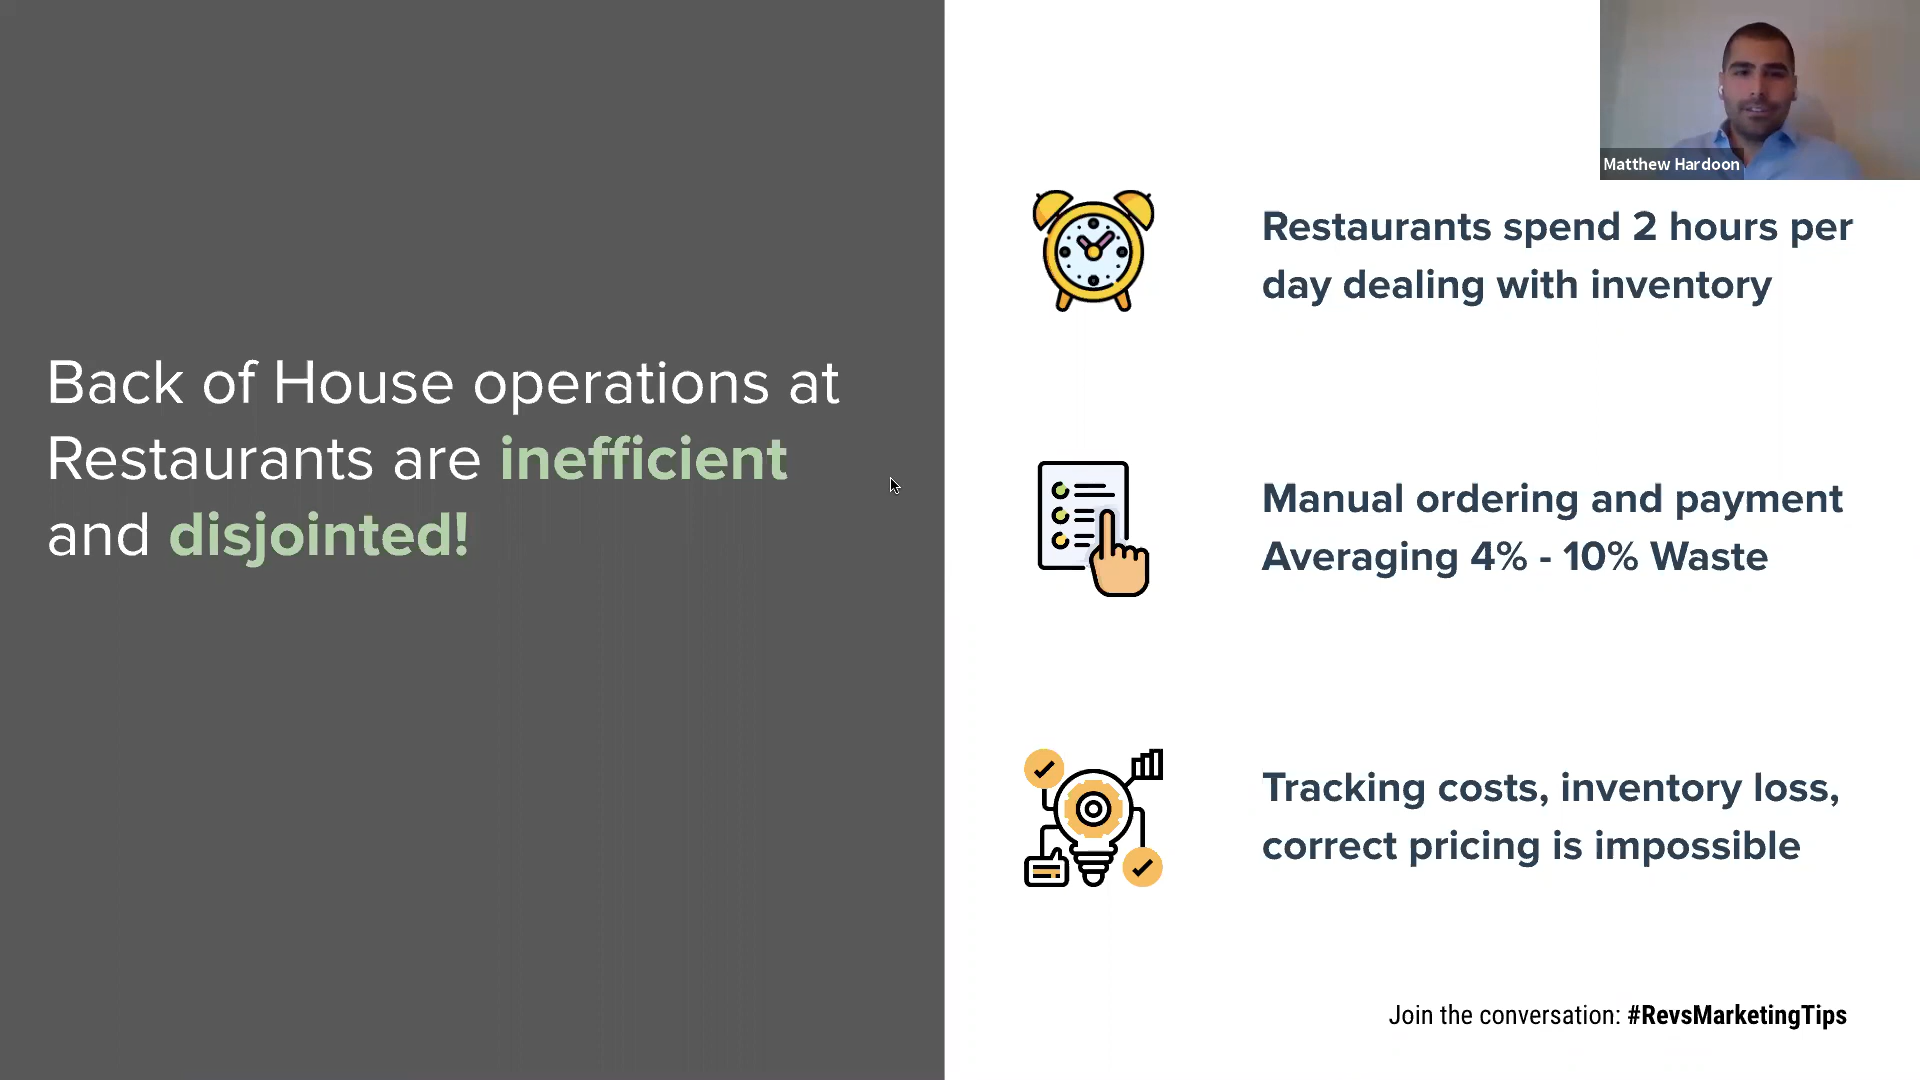 Matthew Hardoon
Back of House operations at
Restaurants are inefficient
and disjointed!
Restaurants spend 2 hours per
day dealing with inventory
Manual ordering and payment
Averaging 4% - 10% Waste
Tracking costs, inventory loss,
correct pricing is impossible
Join the conversation: #RevsMarketingTips